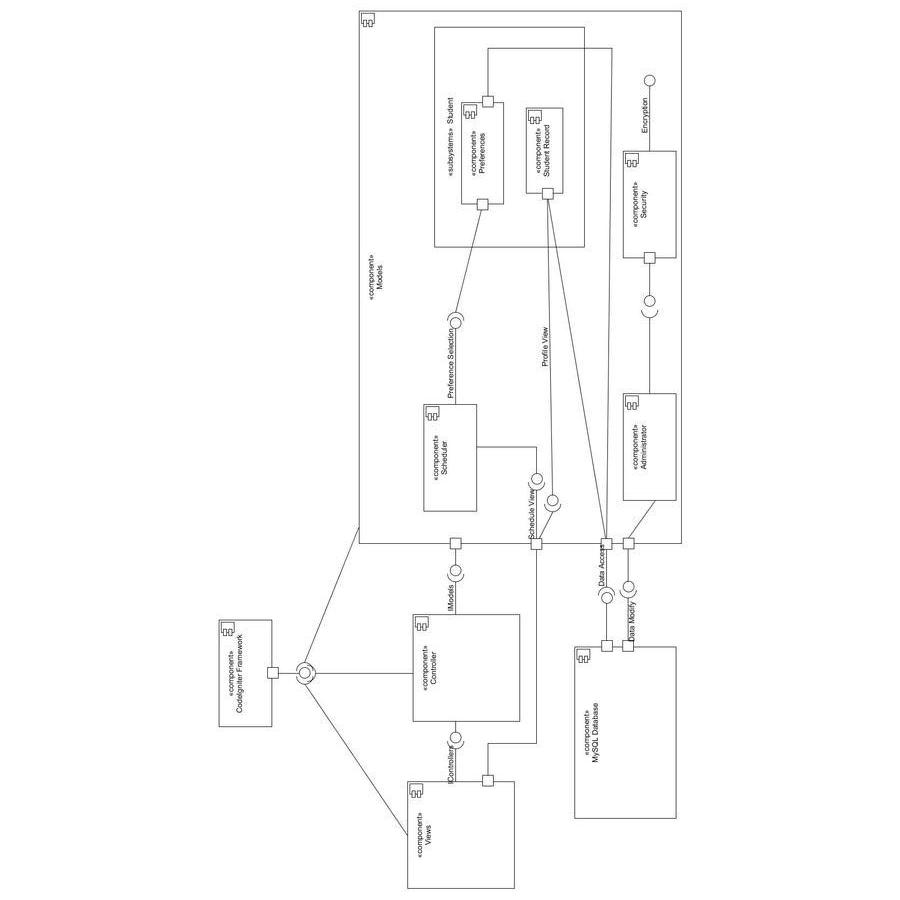 «component»
Models
«subsystems» Student
«component»
Preferences
«component»
Student Record
Encryption
«component»
Security
Preference Selection
Profile View
«component»
Scheduler
«component»
Administrator
Schedule View
Data Access
Data Modify
IModels
«component»
CodeIgniter Framework
«component»
Controller
IControllers
«component»
Views
«component»
MySQL Database